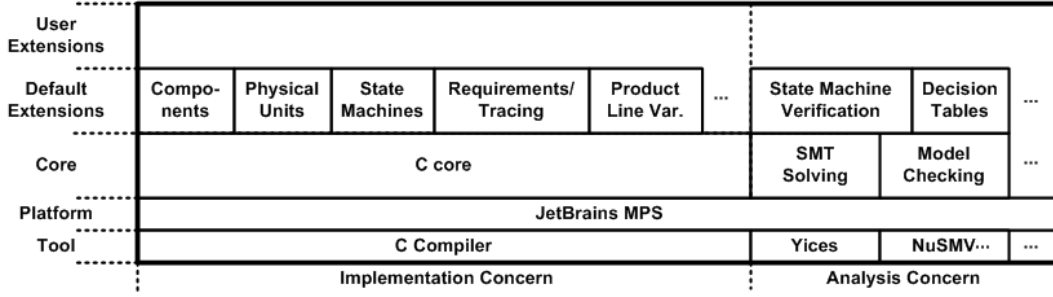 User
Extensions
Default
Extensions
Compo-
nents
Physical
Units
State
Machines
Requirements/
Tracing
Product
Line Var.
...
State Machine
Verification
Decision
Tables
...
Core
C core
SMT
Solving
Model
Checking
...
Platform
JetBrains MPS
Tool
C Compiler
Yices
NuSMV...
...
Implementation Concern
Analysis Concern